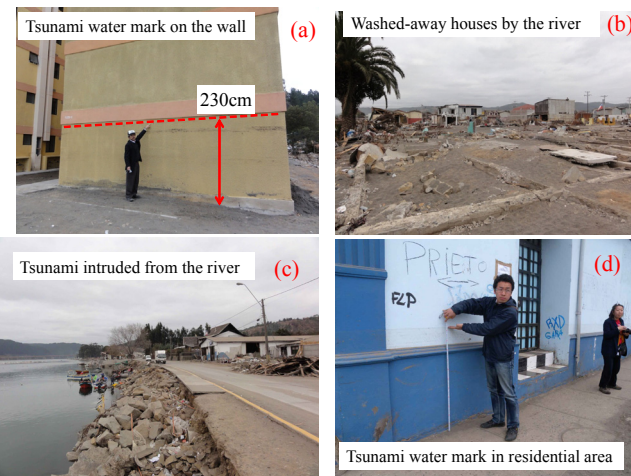 Tsunami water mark on the wall
(a)
230cm
Washed-away houses by the river
(b)
Tsunami intruded from the river
(c)
(d)
PRIETO
FLP
BXD
Tsunami water mark in residential area